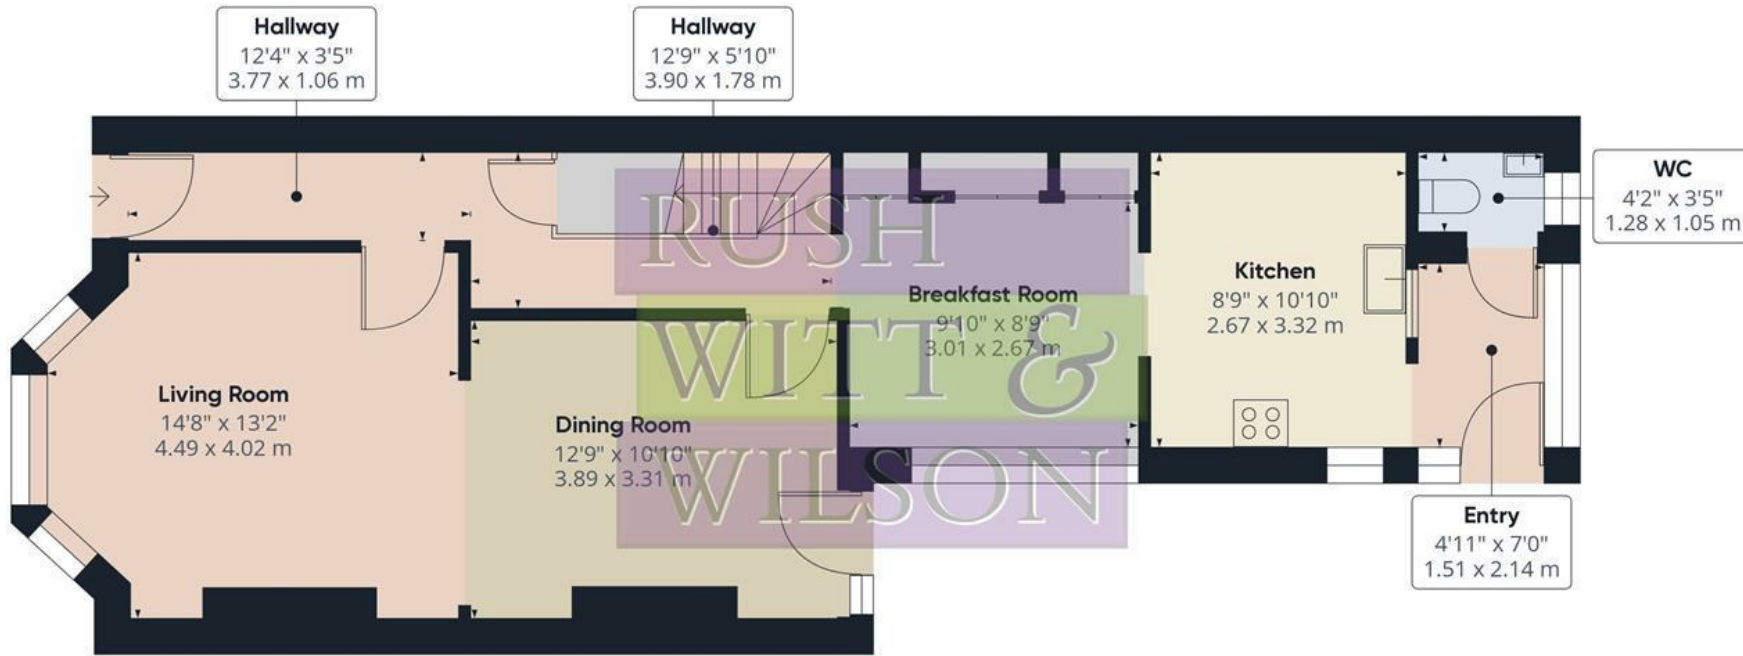 Hallway
12'4" x 3'5"
3.77 x 1.06 m
Hallway
12'9" x 5'10"
3.90 x 1.78 m
WC
4'2" x 3'5"
1.28 x 1.05 m
Kitchen
8'9" x 10'10"
2.67 x 3.32 m
Breakfast Room
9'10" x 8'9"
3.01 x 2.67 m
Living Room
14'8" x 13'2"
4.49 x 4.02 m
Dining Room
12'9" x 10'10"
3.89 x 3.31 m
Entry
4'11" x 7'0"
1.51 x 2.14 m
RUSH
WITT &
WILSON